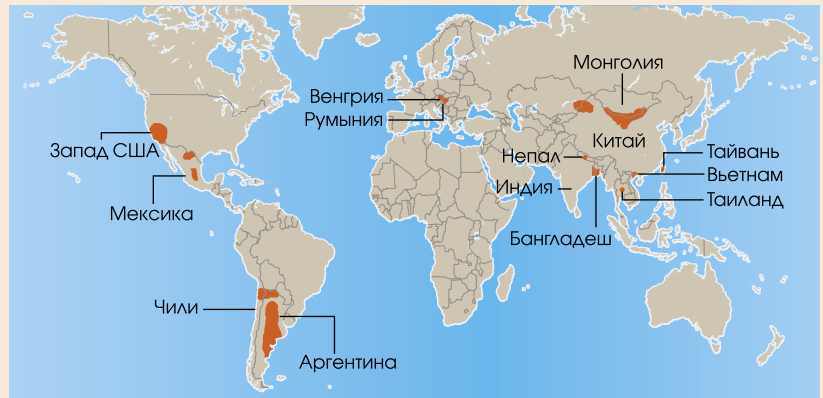 Монголия
Венгрия
Румыния
Запад США
Китай
Непал
Тайвань
Вьетнам
Индия
Таиланд
Мексика
Бангладеш
Чили
Аргентина